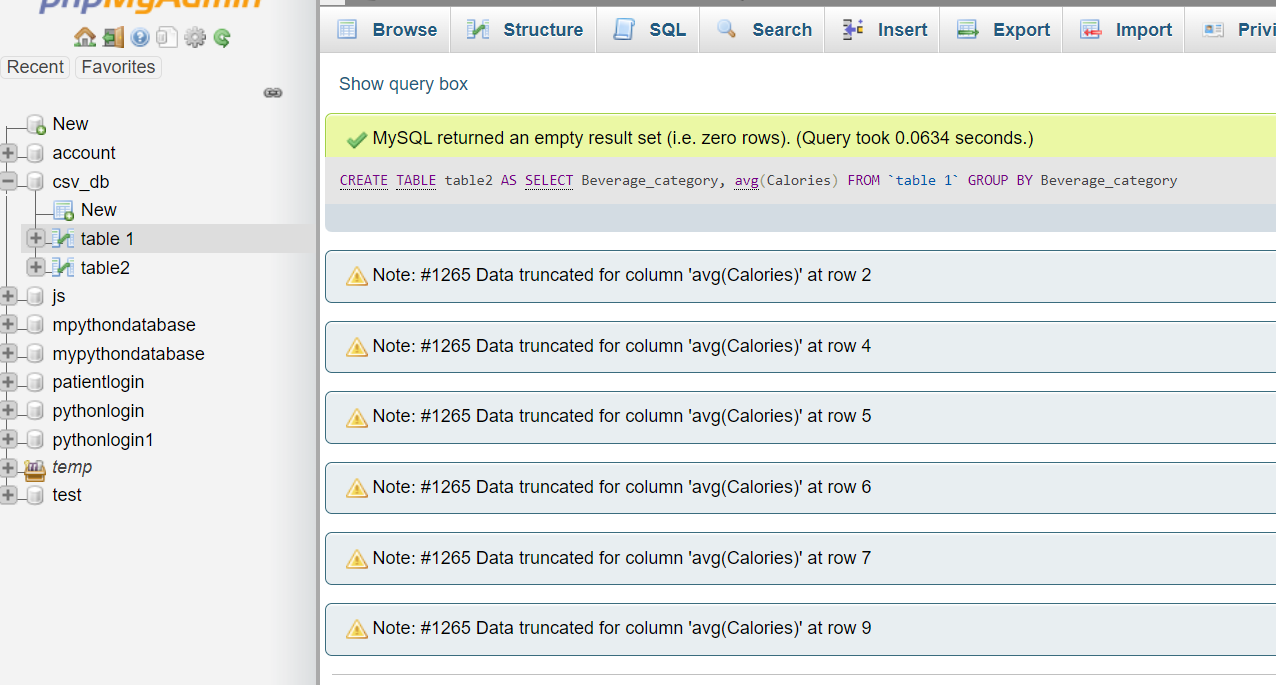 phpMyAdmin
Recent
Favorites
New
account
csv_db
New
table 1
table2
js
mpythondatabase
mypythondatabase
patientlogin
pythonlogin
pythonlogin1
temp
test
Browse Structure SQL Search Insert Export Import Privi
Show query box
MySQL returned an empty result set (i.e. zero rows). (Query took 0.0634 seconds.)
CREATE TABLE table2 AS SELECT Beverage_category, avg(Calories) FROM `table 1` GROUP BY Beverage_category
Note: #1265 Data truncated for column 'avg(Calories)' at row 2
Note: #1265 Data truncated for column 'avg(Calories)' at row 4
Note: #1265 Data truncated for column 'avg(Calories)' at row 5
Note: #1265 Data truncated for column 'avg(Calories)' at row 6
Note: #1265 Data truncated for column 'avg(Calories)' at row 7
Note: #1265 Data truncated for column 'avg(Calories)' at row 9